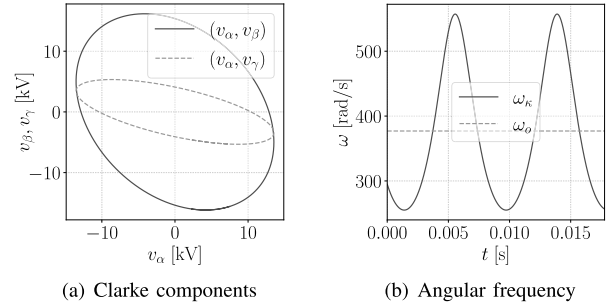 10
0
−10
v_β, v_γ [kV]
(v_α, v_β)
(v_α, v_γ)
−10 0 10
v_α [kV]
(a) Clarke components
500
400
300
ω [rad/s]
ω_κ
ω_o
0.000 0.005 0.010 0.015
t [s]
(b) Angular frequency